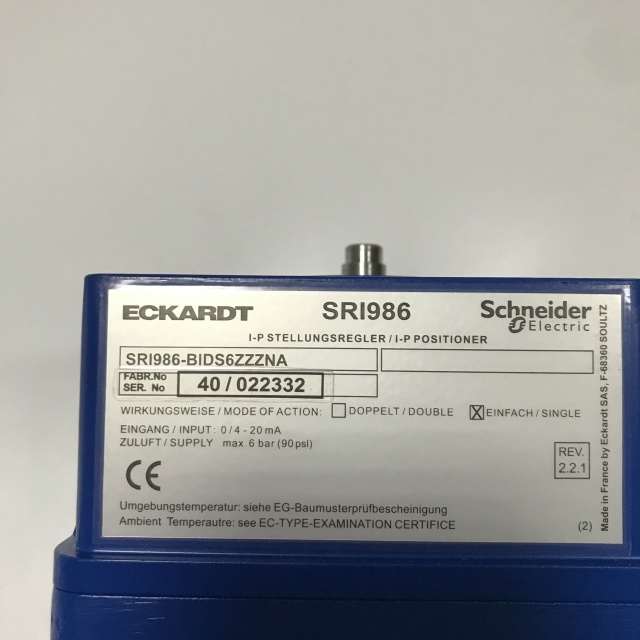 ECKARDT SRI986 Schneider Electric
I-P STELLUNGSREGLER / I-P POSITIONER
SRI986-BIDS6ZZZNA
FABR.No
SER. No 40 / 022332
WIRKUNGSWEISE / MODE OF ACTION: DOPPELT / DOUBLE X EINFACH / SINGLE
EINGANG / INPUT: 0 / 4 - 20 mA
ZULUFT / SUPPLY max 6 bar (90 psl)
CE
REV.
2.2.1
Umgebungstemperatur: siehe EG-Baumusterprüfbescheinigung
Ambient Temperautre: see EC-TYPE-EXAMINATION CERTIFICE (2)
Made in France by Eckardt SAS, F-68360 SOULTZ